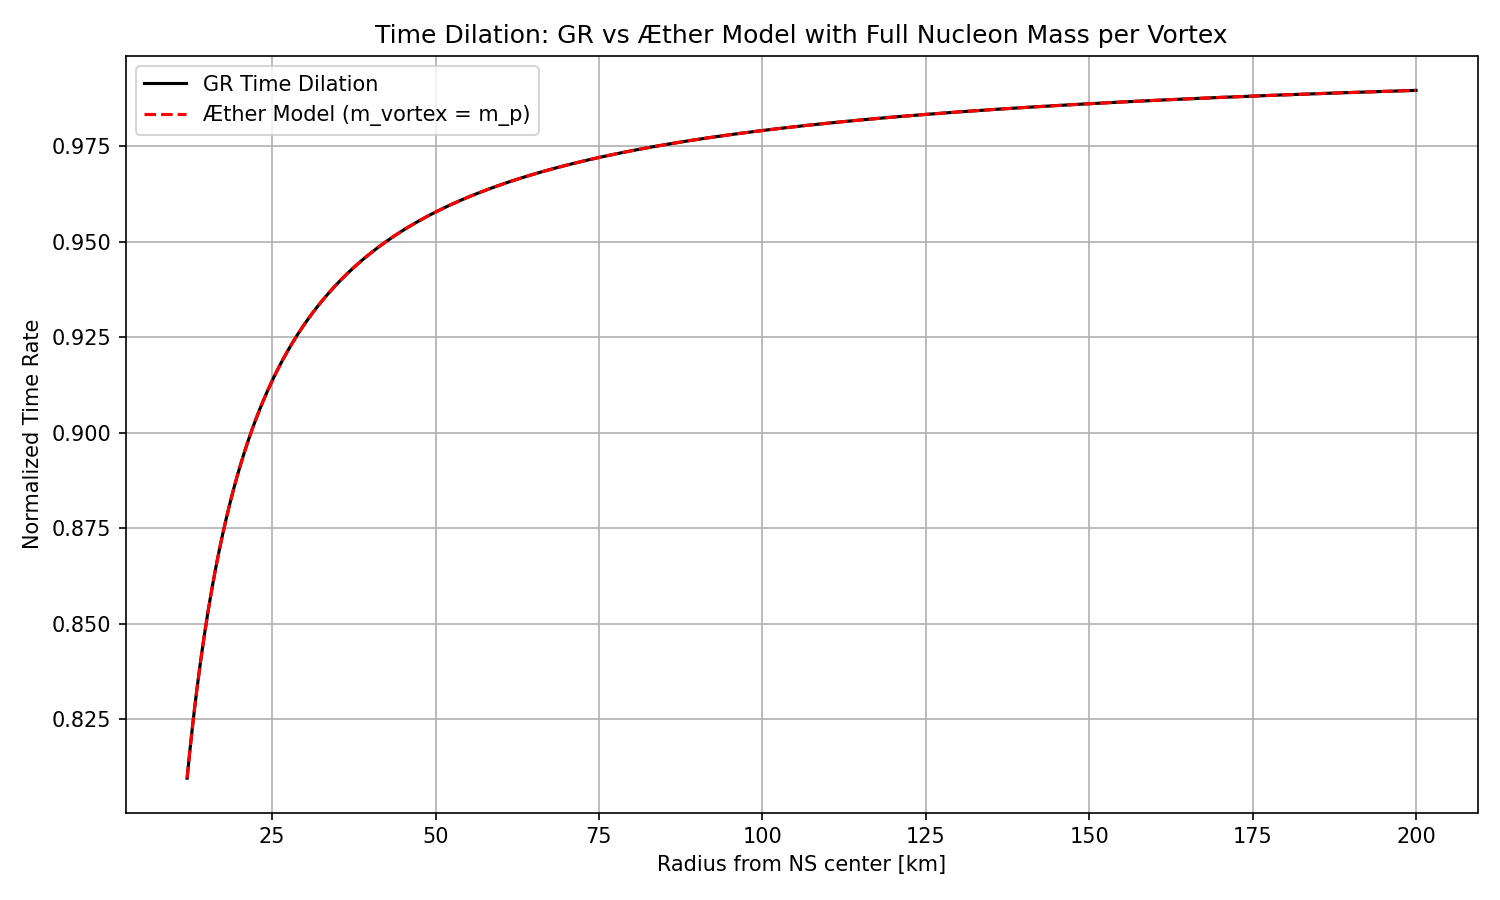 Time Dilation: GR vs Æther Model with Full Nucleon Mass per Vortex
GR Time Dilation
Æther Model (m_vortex = m_p)
Normalized Time Rate
0.975
0.950
0.925
0.900
0.875
0.850
0.825
25 50 75 100 125 150 175 200
Radius from NS center [km]